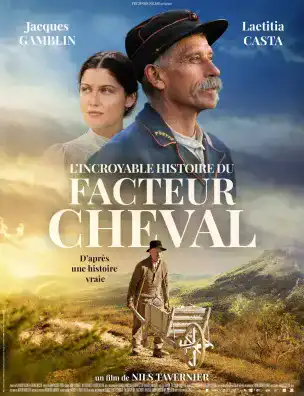 Jacques
GAMBLIN
Laetitia
CASTA
L'INCROYABLE HISTOIRE DU
FACTEUR
CHEVAL
D'après
une histoire
vraie
un film de NILS TAVERNIER